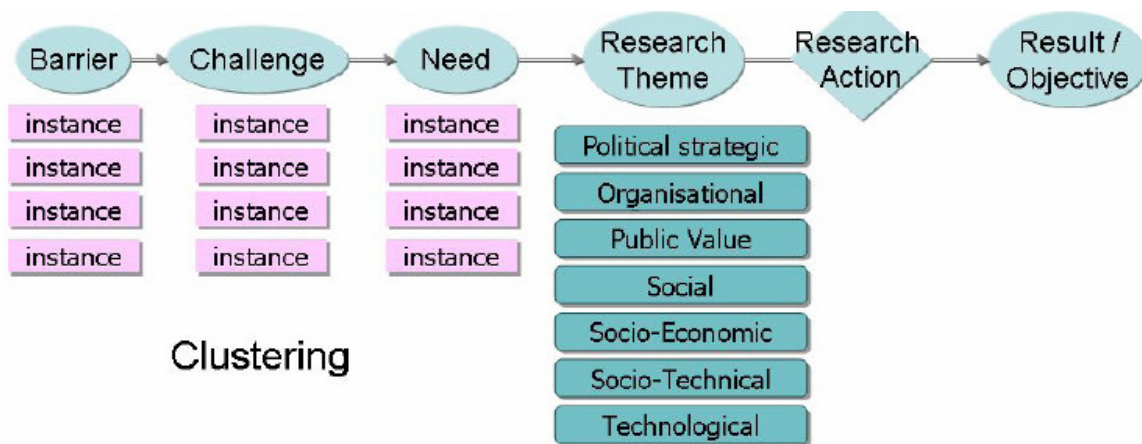 Barrier
Challenge
Need
Research
Theme
Research
Action
Result /
Objective
instance
instance
instance
instance
instance
instance
instance
instance
instance
instance
instance
instance
Political strategic
Organisational
Public Value
Social
Socio-Economic
Socio-Technical
Technological
Clustering